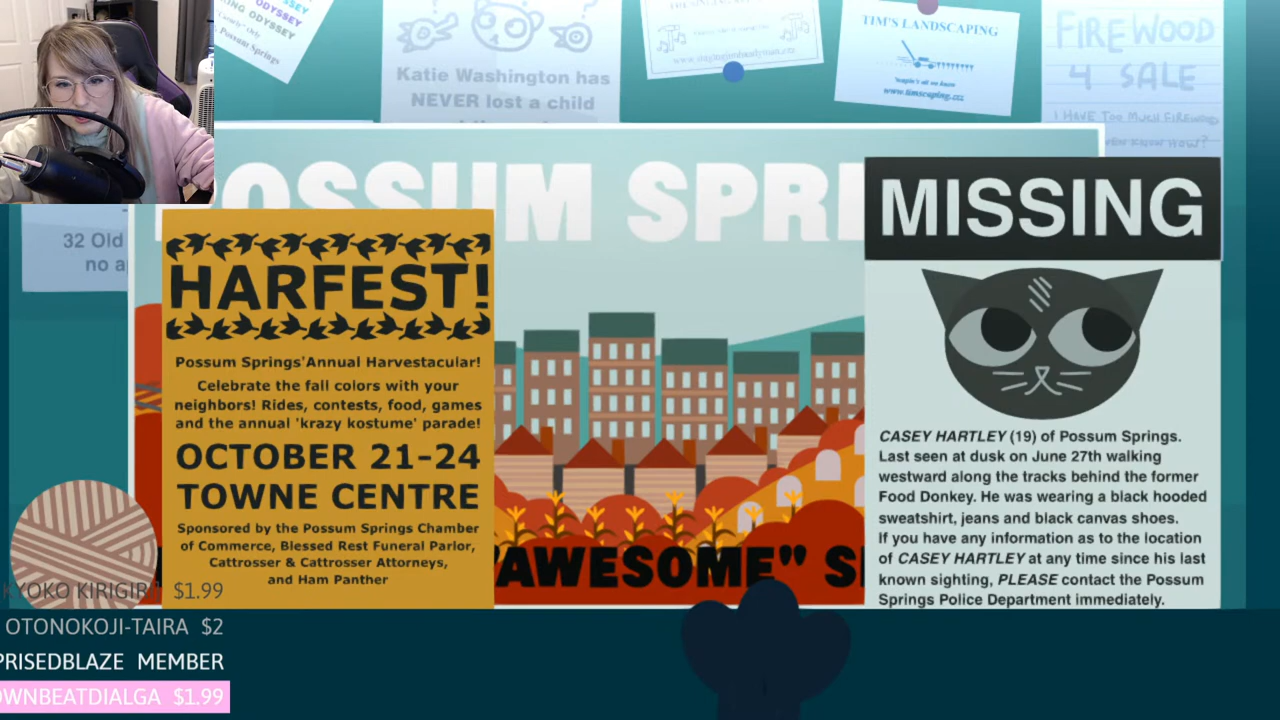 KING ODYSSEY
Possum Springs
Katie Washington has
NEVER lost a child
TIM'S LANDSCAPING
www.timscaping.czz
FIREWOOD
4 SALE
I HAVE TOO MUCH FIREWOOD
KNOW HOW?
32 Old
no
POSSUM SPRI
HARFEST!
Possum Springs'Annual Harvestacular!
Celebrate the fall colors with your
neighbors! Rides, contests, food, games
and the annual 'krazy kostume' parade!
OCTOBER 21-24
TOWNE CENTRE
Sponsored by the Possum Springs Chamber
of Commerce, Blessed Rest Funeral Parlor,
Cattrosser & Cattrosser Attorneys,
and Ham Panther
"AWESOME"
MISSING
CASEY HARTLEY (19) of Possum Springs.
Last seen at dusk on June 27th walking
westward along the tracks behind the former
Food Donkey. He was wearing a black hooded
sweatshirt, jeans and black canvas shoes.
If you have any information as to the location
of CASEY HARTLEY at any time since his last
known sighting, PLEASE contact the Possum
Springs Police Department immediately.
KYOKO KIRIGIRI $1.99
OTONOKOJI-TAIRA $2
PRISEDBLAZE MEMBER
OWNBEATDIALGA $1.99